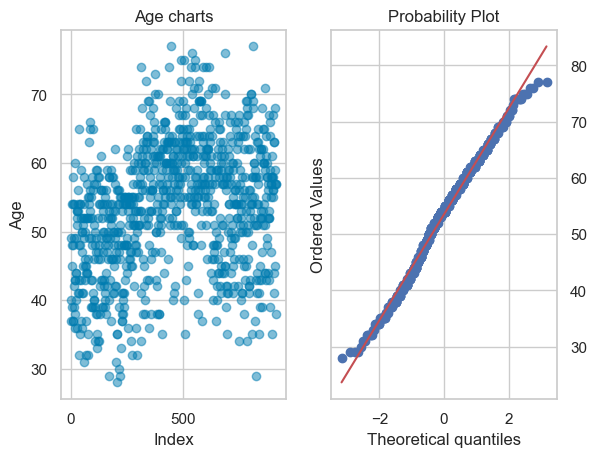 Age charts
Probability Plot
Age
70
60
50
40
30
0
500
Index
Ordered Values
80
70
60
50
40
30
−2
0
2
Theoretical quantiles